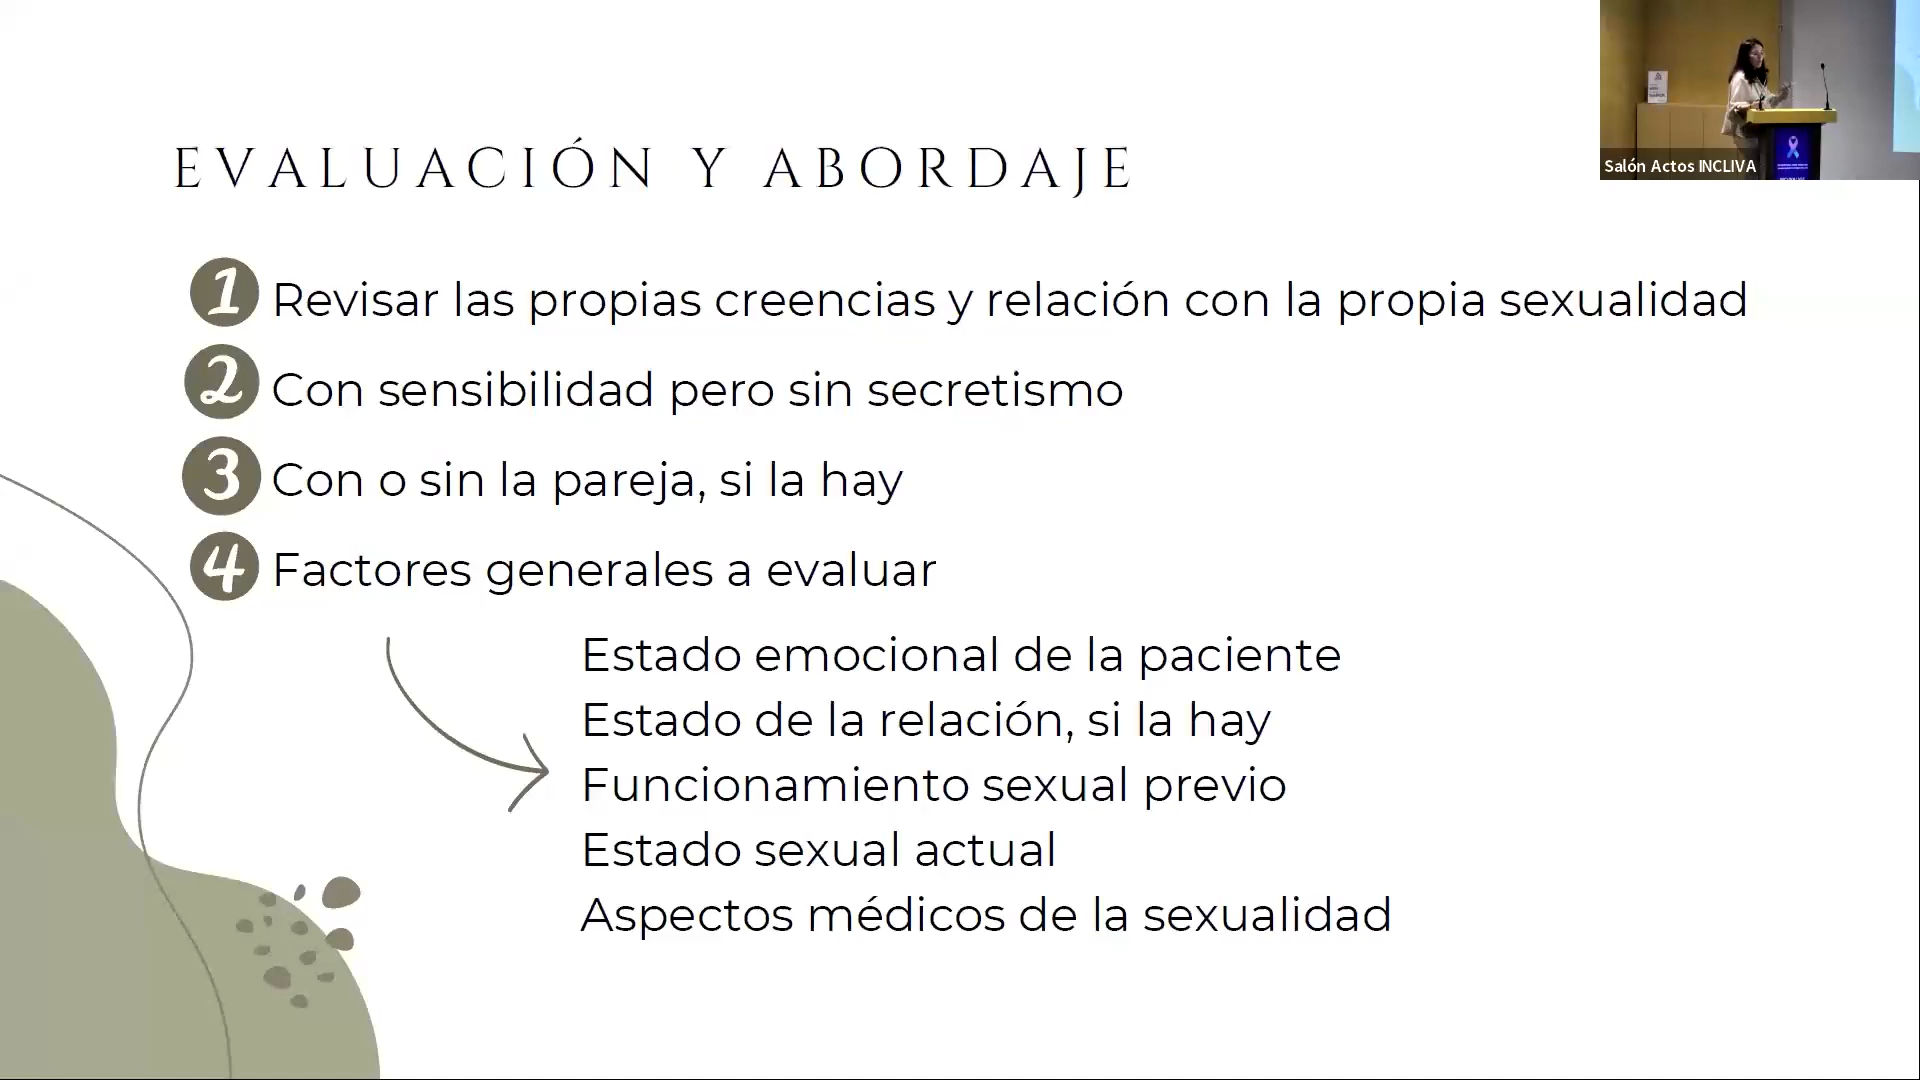 EVALUACIÓN Y ABORDAJE
1 Revisar las propias creencias y relación con la propia sexualidad
2 Con sensibilidad pero sin secretismo
3 Con o sin la pareja, si la hay
4 Factores generales a evaluar
Estado emocional de la paciente
Estado de la relación, si la hay
Funcionamiento sexual previo
Estado sexual actual
Aspectos médicos de la sexualidad
Salón Actos INCLIVA